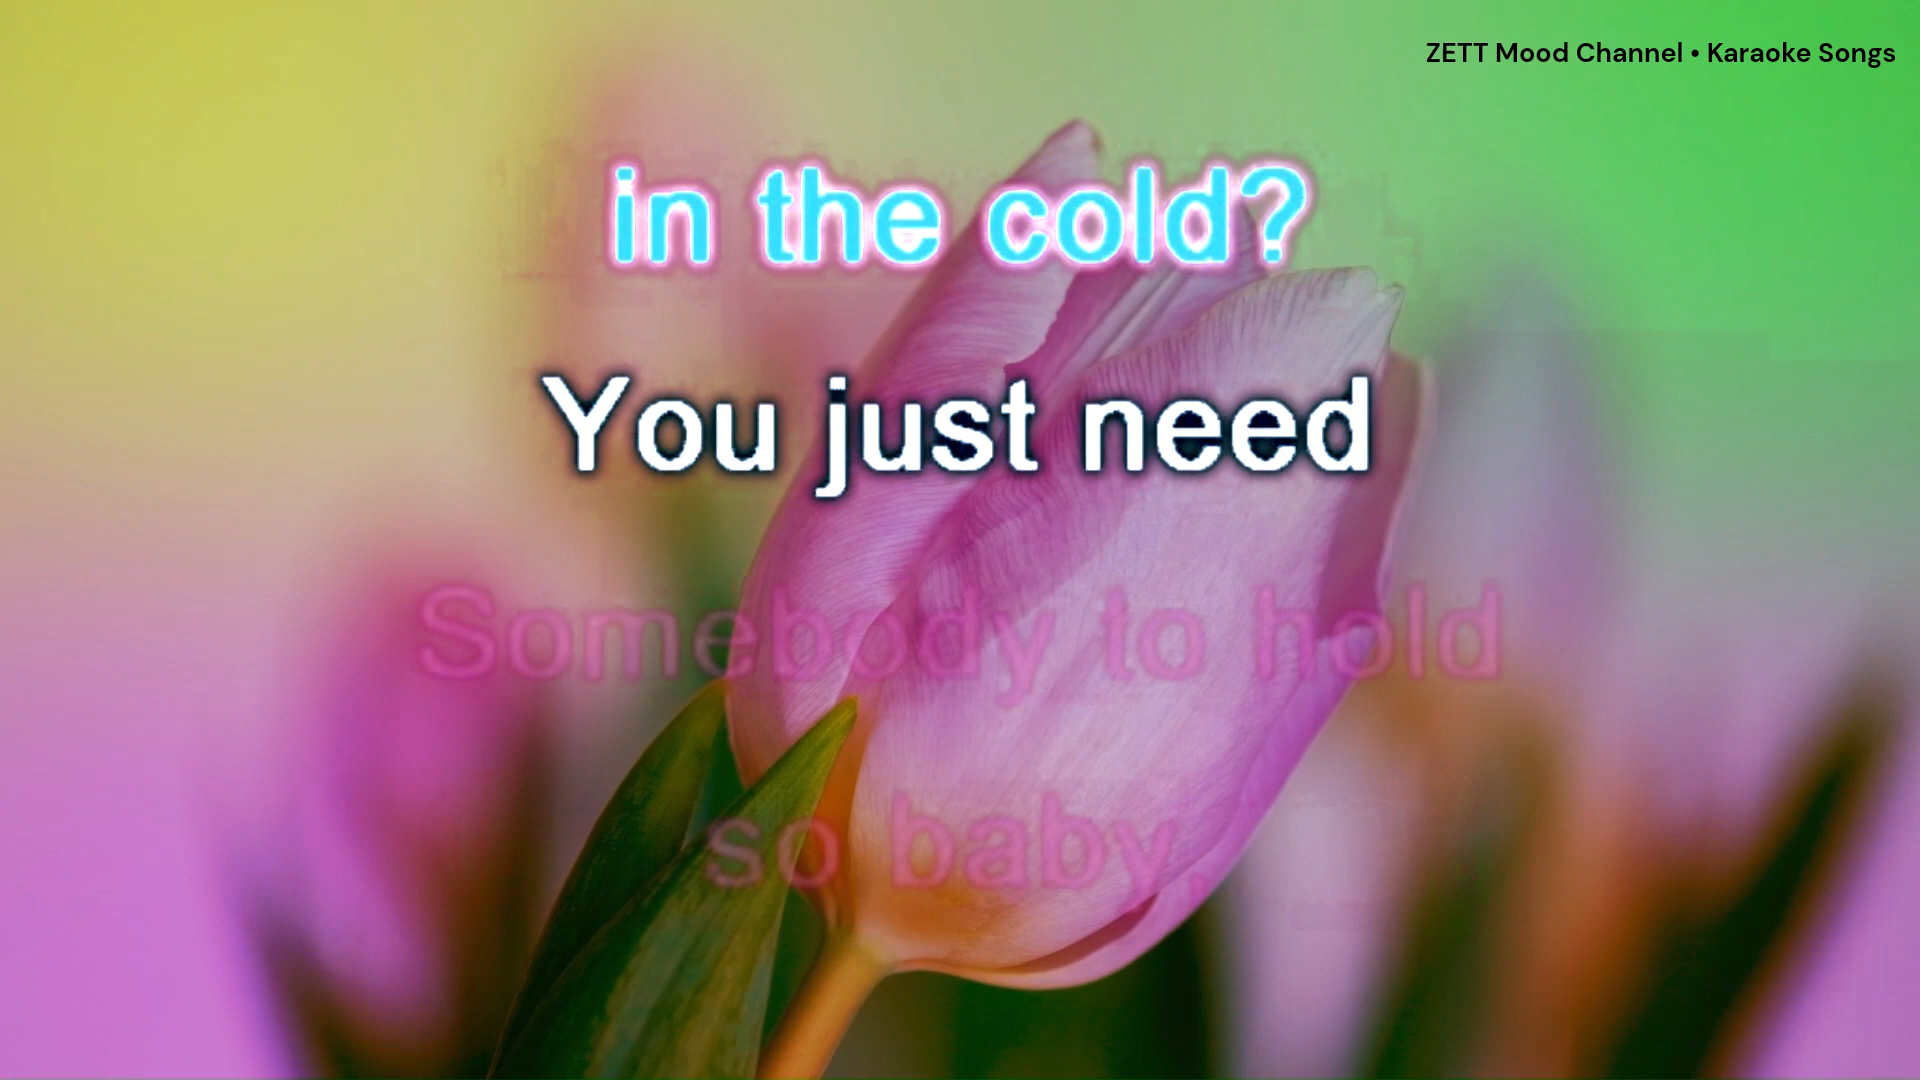 ZETT Mood Channel • Karaoke Songs
in the cold?
You just need
Somebody to hold
so baby,